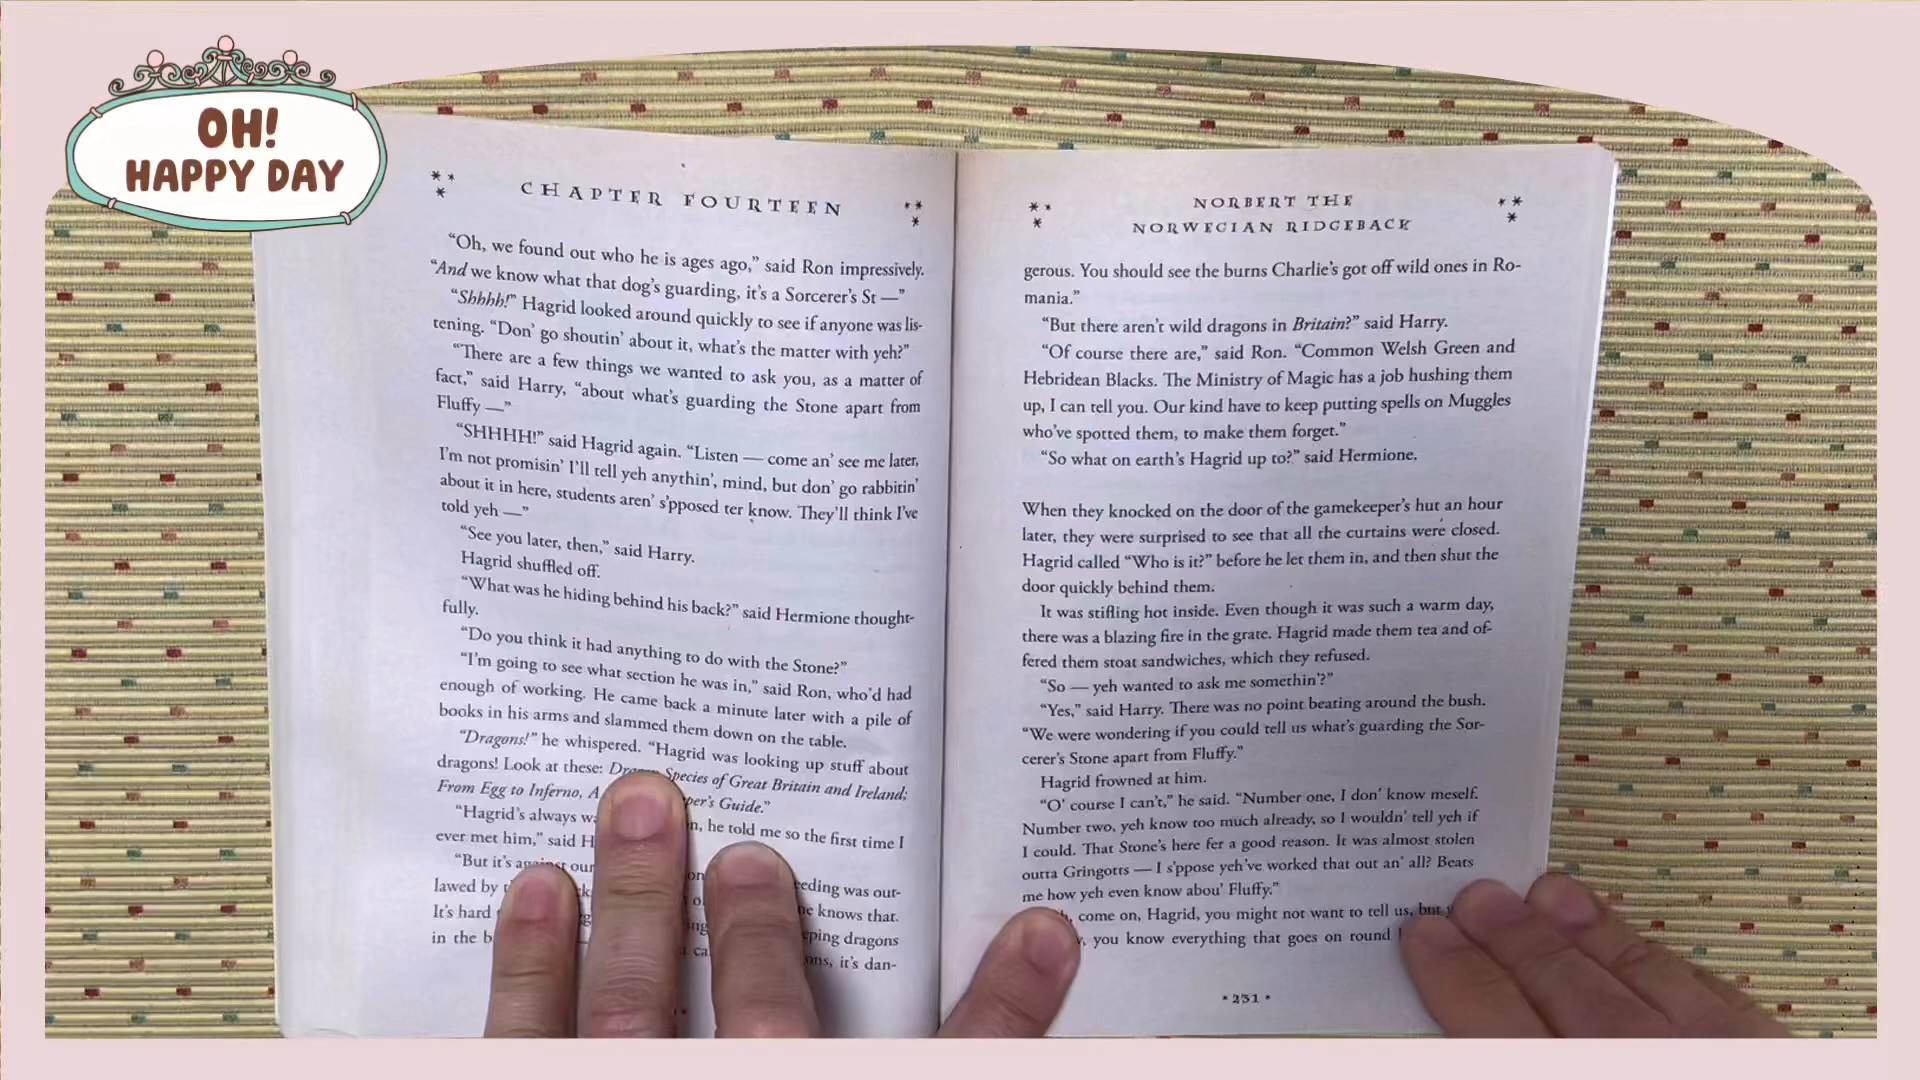 OH!
HAPPY DAY
CHAPTER FOURTEEN
“Oh, we found out who he is ages ago,” said Ron impressively.
“And we know what that dog’s guarding, it’s a Sorcerer’s St —”
“Shhhh!” Hagrid looked around quickly to see if anyone was lis-
tening. “Don’ go shoutin’ about it, what’s the matter with yeh?”
“There are a few things we wanted to ask you, as a matter of
fact,” said Harry, “about what’s guarding the Stone apart from
Fluffy —”
“SHHHH!” said Hagrid again. “Listen — come an’ see me later,
I’m not promisin’ I’ll tell yeh anythin’, mind, but don’ go rabbitin’
about it in here, students aren’ s’pposed ter know. They’ll think I’ve
told yeh —”
“See you later, then,” said Harry.
Hagrid shuffled off.
“What was he hiding behind his back?” said Hermione thought-
fully.
“Do you think it had anything to do with the Stone?”
“I’m going to see what section he was in,” said Ron, who’d had
enough of working. He came back a minute later with a pile of
books in his arms and slammed them down on the table.
“Dragons!” he whispered. “Hagrid was looking up stuff about
dragons! Look at these: Species of Great Britain and Ireland;
From Egg to Inferno, A Guide.”
“Hagrid’s always he told me so the first time I
ever met him,” said
“But it’s our was out-
lawed by knows that.
It’s hard dragons
in the b it’s dan-
NORBERT THE
NORWEGIAN RIDGEBACK
gerous. You should see the burns Charlie’s got off wild ones in Ro-
mania.”
“But there aren’t wild dragons in Britain?” said Harry.
“Of course there are,” said Ron. “Common Welsh Green and
Hebridean Blacks. The Ministry of Magic has a job hushing them
up, I can tell you. Our kind have to keep putting spells on Muggles
who’ve spotted them, to make them forget.”
“So what on earth’s Hagrid up to?” said Hermione.
When they knocked on the door of the gamekeeper’s hut an hour
later, they were surprised to see that all the curtains were closed.
Hagrid called “Who is it?” before he let them in, and then shut the
door quickly behind them.
It was stifling hot inside. Even though it was such a warm day,
there was a blazing fire in the grate. Hagrid made them tea and of-
fered them stoat sandwiches, which they refused.
“So — yeh wanted to ask me somethin’?”
“Yes,” said Harry. There was no point beating around the bush.
“We were wondering if you could tell us what’s guarding the Sor-
cerer’s Stone apart from Fluffy.”
Hagrid frowned at him.
“O’ course I can’t,” he said. “Number one, I don’ know meself.
Number two, yeh know too much already, so I wouldn’ tell yeh if
I could. That Stone’s here fer a good reason. It was almost stolen
outta Gringotts — I s’ppose yeh’ve worked that out an’ all? Beats
me how yeh even know abou’ Fluffy.”
come on, Hagrid, you might not want to tell us, but
you know everything that goes on round
231